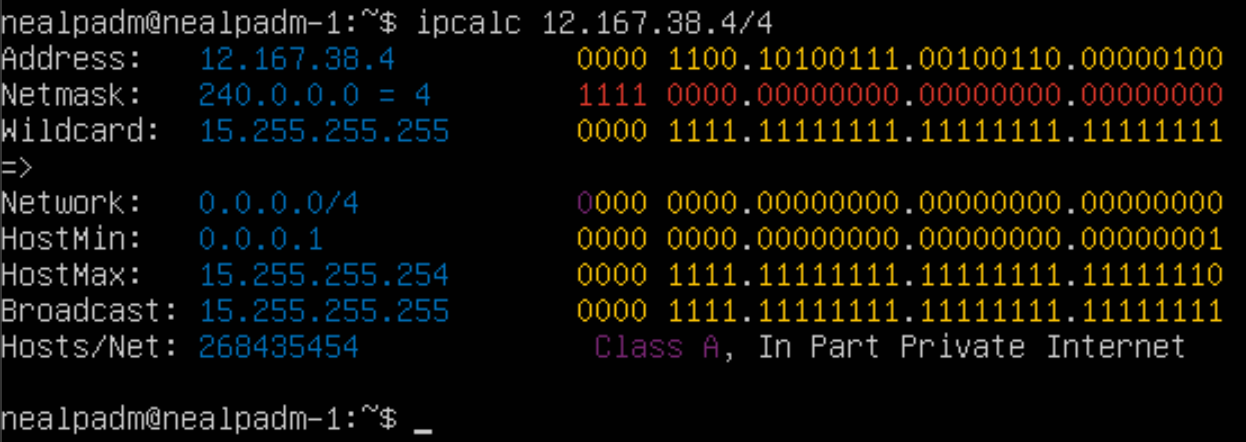 nealpadm@nealpadm-1:~$ ipcalc 12.167.38.4/4
Address:   12.167.38.4          0000 1100.10100111.00100110.00000100
Netmask:   240.0.0.0 = 4        1111 0000.00000000.00000000.00000000
Wildcard:  15.255.255.255       0000 1111.11111111.11111111.11111111
=>
Network:   0.0.0.0/4            0000 0000.00000000.00000000.00000000
HostMin:   0.0.0.1              0000 0000.00000000.00000000.00000001
HostMax:   15.255.255.254       0000 1111.11111111.11111111.11111110
Broadcast: 15.255.255.255       0000 1111.11111111.11111111.11111111
Hosts/Net: 268435454             Class A, In Part Private Internet
nealpadm@nealpadm-1:~$ _